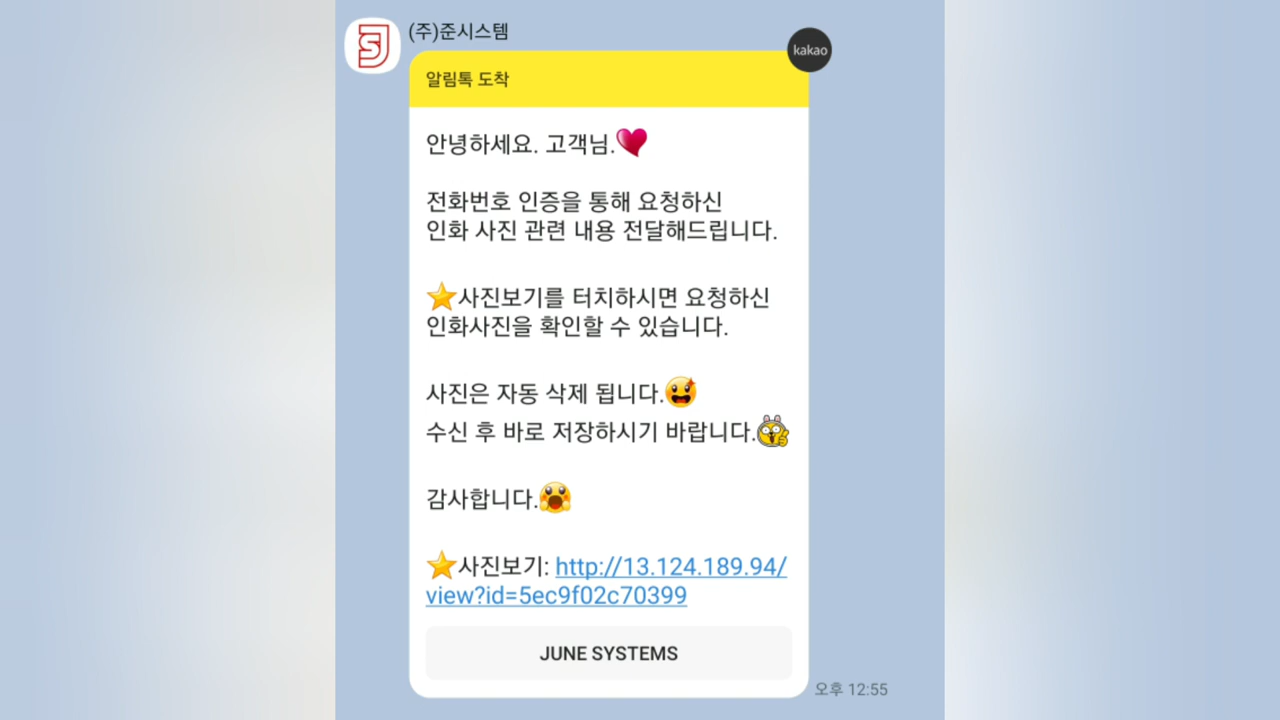 (주)준시스템
kakao
알림톡 도착
안녕하세요. 고객님.
전화번호 인증을 통해 요청하신
인화 사진 관련 내용 전달해드립니다.
사진보기를 터치하시면 요청하신
인화사진을 확인할 수 있습니다.
사진은 자동 삭제 됩니다.
수신 후 바로 저장하시기 바랍니다.
감사합니다.
사진보기: http://13.124.189.94/
view?id=5ec9f02c70399
JUNE SYSTEMS
오후 12:55